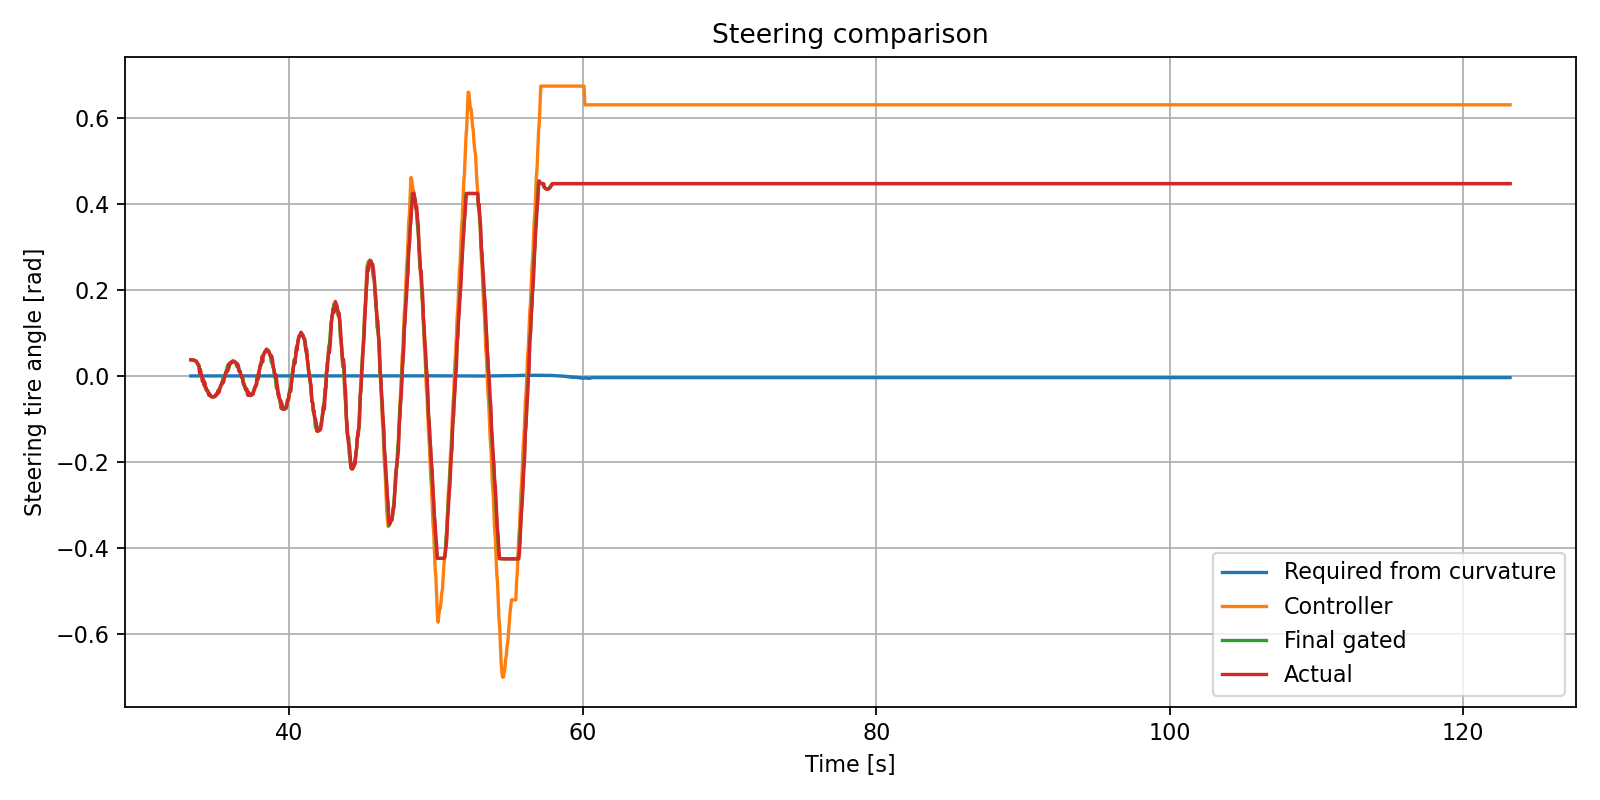 Steering comparison
Steering tire angle [rad]
0.6
0.4
0.2
0.0
−0.2
−0.4
−0.6
40
60
80
100
120
Time [s]
Required from curvature
Controller
Final gated
Actual